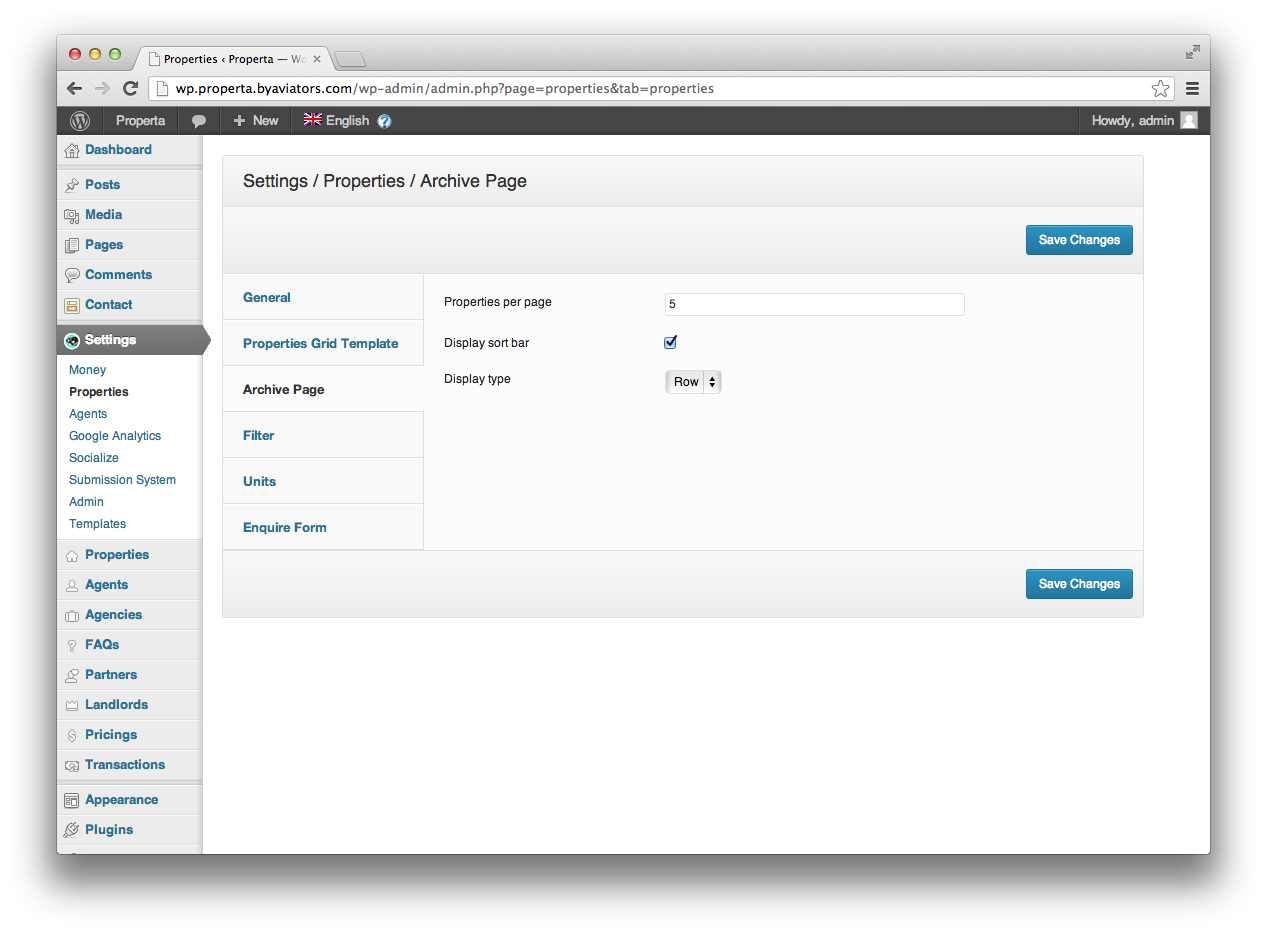 Properties ‹ Properta — Wo
wp.properta.byaviators.com/wp-admin/admin.php?page=properties&tab=properties
Properta
+ New
English
?
Howdy, admin
Dashboard
Posts
Media
Pages
Comments
Contact
Settings
Money
Properties
Agents
Google Analytics
Socialize
Submission System
Admin
Templates
Properties
Agents
Agencies
FAQs
Partners
Landlords
Pricings
Transactions
Appearance
Plugins
Settings / Properties / Archive Page
Save Changes
General
Properties Grid Template
Archive Page
Filter
Units
Enquire Form
Properties per page
5
Display sort bar
Display type
Row
Save Changes